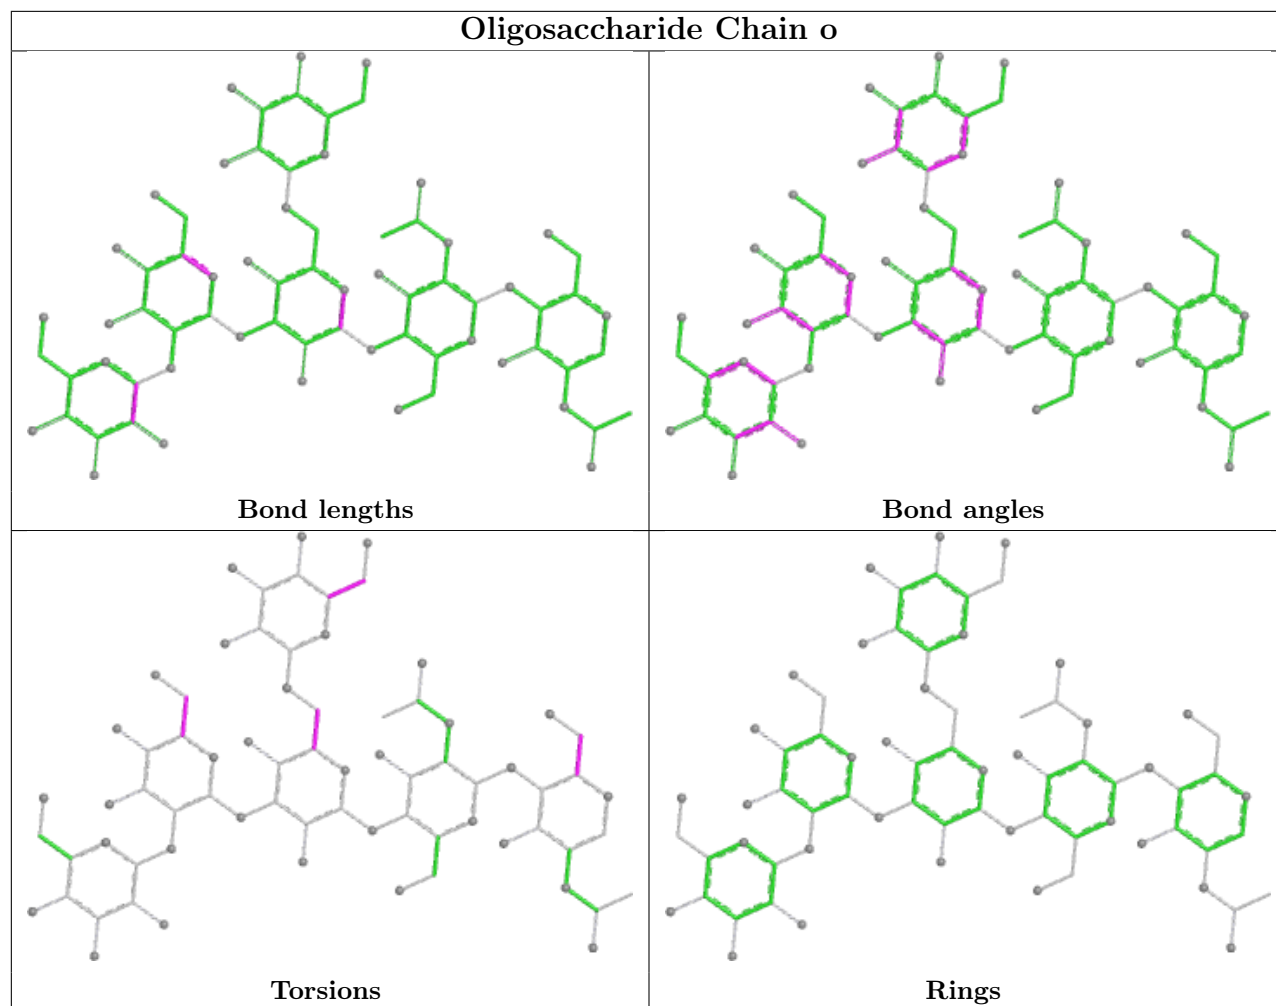 Oligosaccharide Chain o
Bond lengths
Bond angles
Torsions
Rings